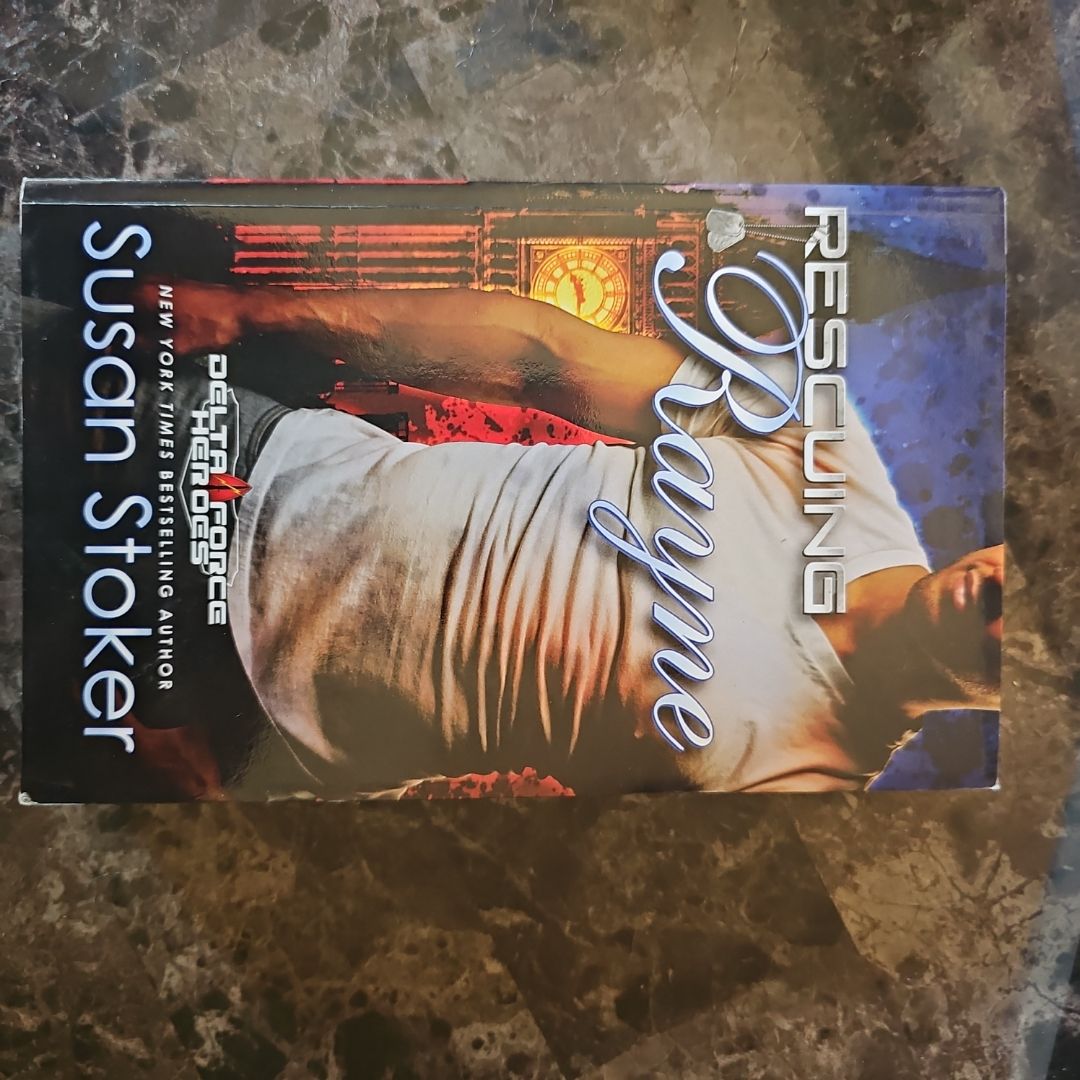 RESCUING
Rayne
DELTA FORCE
HEROES
NEW YORK TIMES BESTSELLING AUTHOR
Susan Stoker